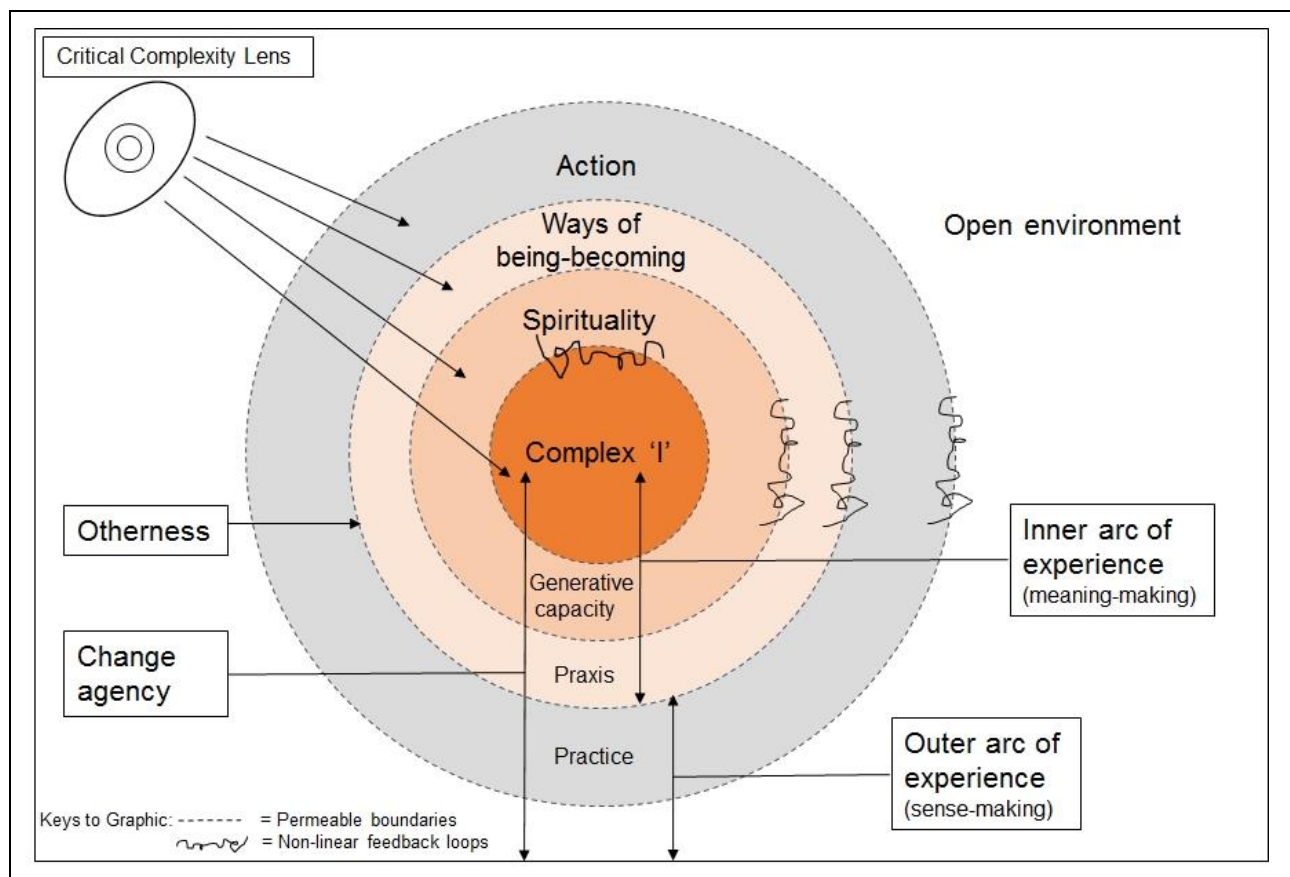 Critical Complexity Lens
Action
Open environment
Ways of
being-becoming
Spirituality
Complex ‘I’
Otherness
Inner arc of
experience
(meaning-making)
Generative
capacity
Change
agency
Praxis
Practice
Outer arc of
experience
(sense-making)
Keys to Graphic: ------- = Permeable boundaries
= Non-linear feedback loops